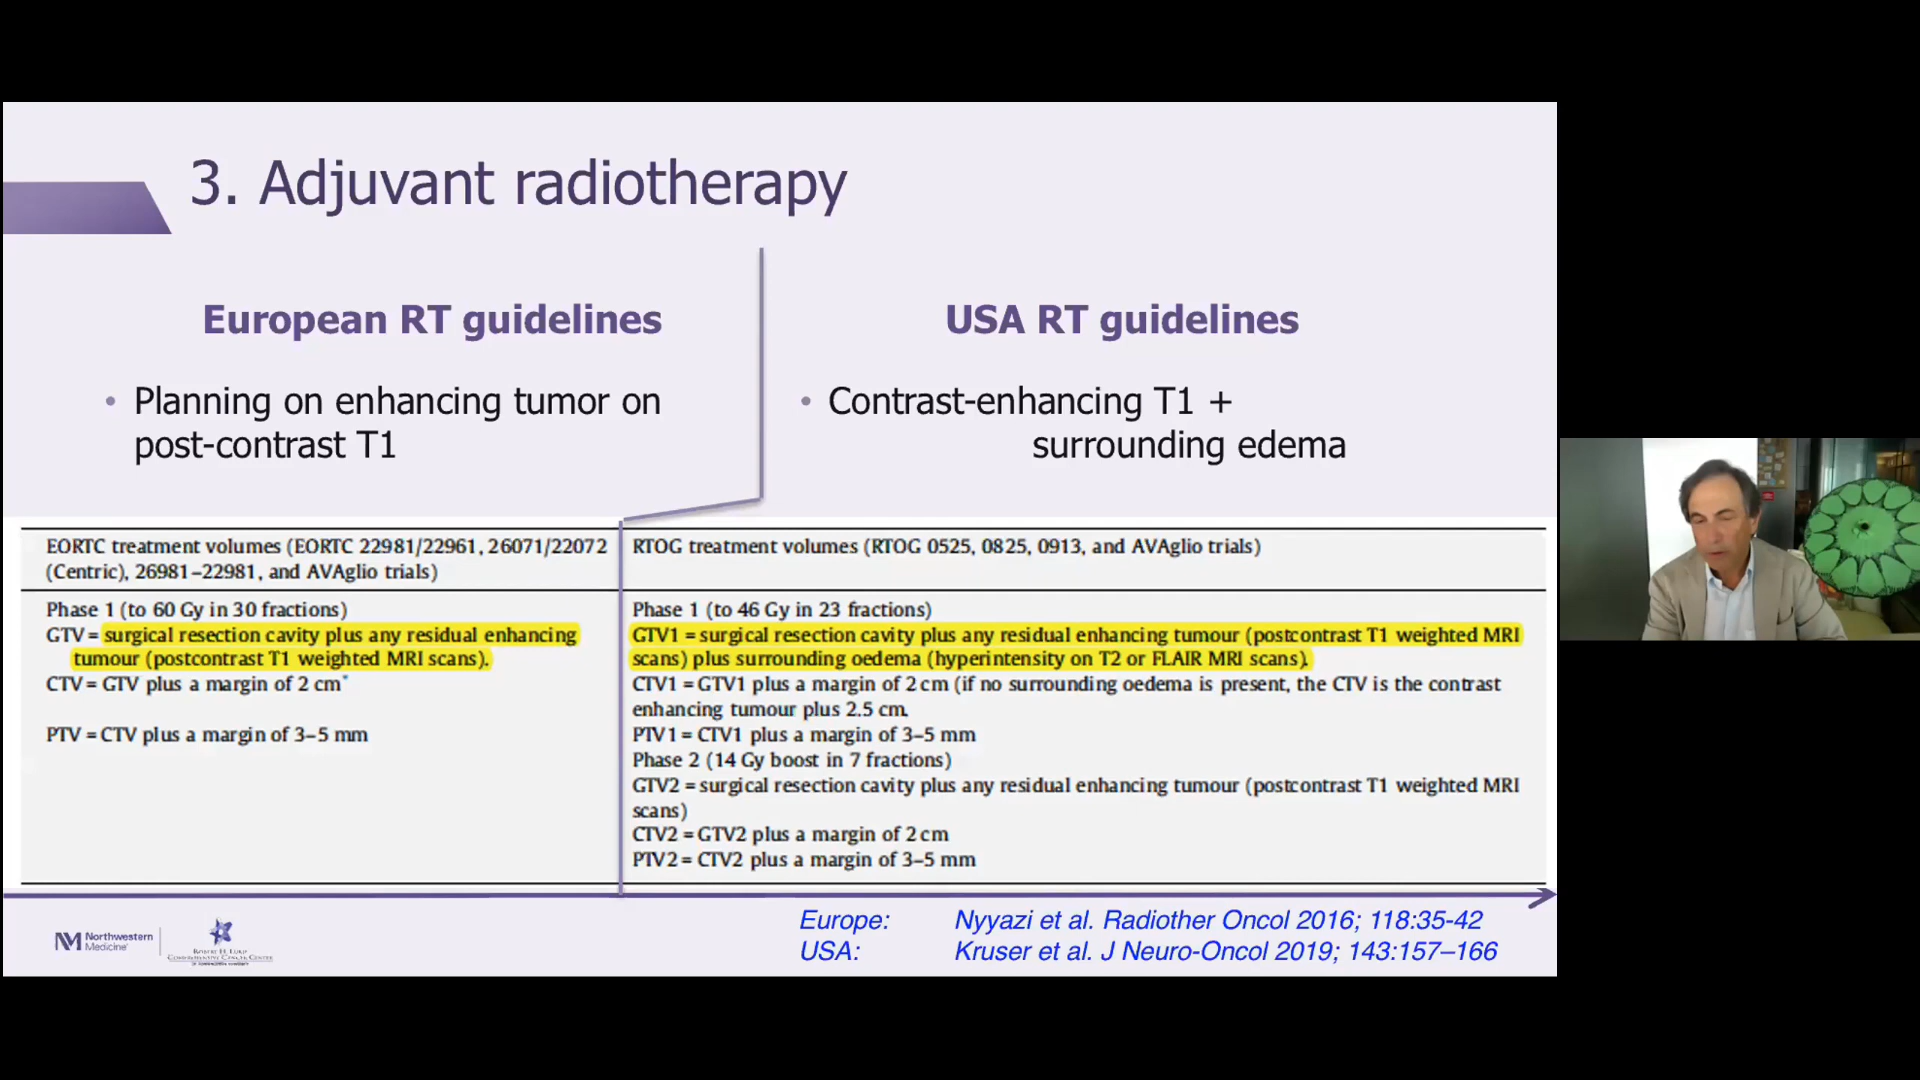 3. Adjuvant radiotherapy
European RT guidelines
• Planning on enhancing tumor on
post-contrast T1
USA RT guidelines
• Contrast-enhancing T1 +
surrounding edema
EORTC treatment volumes (EORTC 22981/22961, 26071/22072
(Centric), 26981–22981, and AVAglio trials)
Phase 1 (to 60 Gy in 30 fractions)
GTV = surgical resection cavity plus any residual enhancing
tumour (postcontrast T1 weighted MRI scans).
CTV = GTV plus a margin of 2 cm*
PTV = CTV plus a margin of 3–5 mm
RTOG treatment volumes (RTOG 0525, 0825, 0913, and AVAglio trials)
Phase 1 (to 46 Gy in 23 fractions)
GTV1 = surgical resection cavity plus any residual enhancing tumour (postcontrast T1 weighted MRI
scans) plus surrounding oedema (hyperintensity on T2 or FLAIR MRI scans).
CTV1 = GTV1 plus a margin of 2 cm (if no surrounding oedema is present, the CTV is the contrast
enhancing tumour plus 2.5 cm.
PTV1 = CTV1 plus a margin of 3–5 mm
Phase 2 (14 Gy boost in 7 fractions)
GTV2 = surgical resection cavity plus any residual enhancing tumour (postcontrast T1 weighted MRI
scans)
CTV2 = GTV2 plus a margin of 2 cm
PTV2 = CTV2 plus a margin of 3–5 mm
NM Northwestern
Medicine
ROBERT H. LURIE
COMPREHENSIVE CANCER CENTER
Europe: Nyyazi et al. Radiother Oncol 2016; 118:35-42
USA: Kruser et al. J Neuro-Oncol 2019; 143:157–166